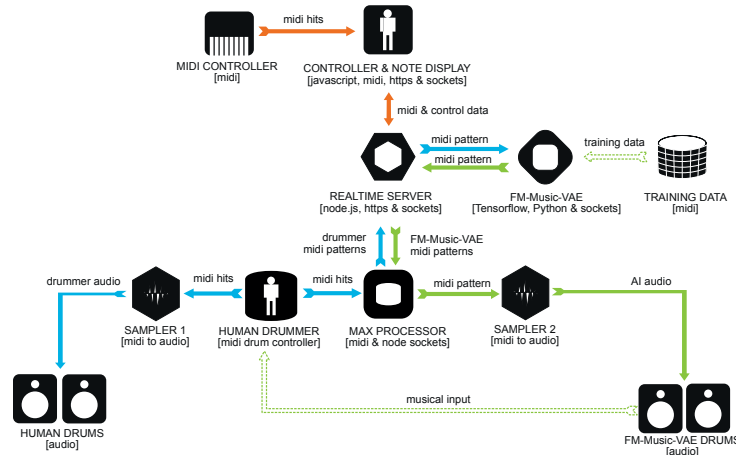 midi hits
MIDI CONTROLLER
[midi]
CONTROLLER & NOTE DISPLAY
[javascript, midi, https & sockets]
midi & control data
midi pattern
midi pattern
training data
REALTIME SERVER
[node.js, https & sockets]
FM-Music-VAE
[Tensorflow, Python & sockets]
TRAINING DATA
[midi]
drummer
midi patterns
FM-Music-VAE
midi patterns
drummer audio
midi hits
midi hits
midi pattern
AI audio
SAMPLER 1
[midi to audio]
HUMAN DRUMMER
[midi drum controller]
MAX PROCESSOR
[midi & node sockets]
SAMPLER 2
[midi to audio]
musical input
HUMAN DRUMS
[audio]
FM-Music-VAE DRUMS
[audio]